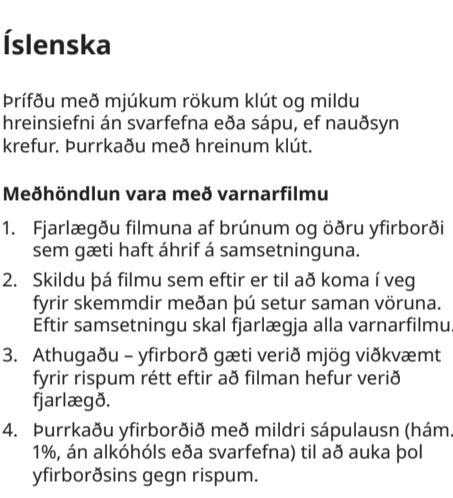 Íslenska
Þrífðu með mjúkum rökum klút og mildu
hreinsiefni án svarfefna eða sápu, ef nauðsyn
krefur. Þurrkaðu með hreinum klút.
Meðhöndlun vara með varnarfilmu
1. Fjarlægðu filmuna af brúnum og öðru yfirborði
sem gæti haft áhrif á samsetninguna.
2. Skildu þá filmu sem eftir er til að koma í veg
fyrir skemmdir meðan þú setur saman vöruna.
Eftir samsetningu skal fjarlægja alla varnarfilmu.
3. Athugaðu – yfirborð gæti verið mjög viðkvæmt
fyrir rispum rétt eftir að filman hefur verið
fjarlægð.
4. Þurrkaðu yfirborðið með mildri sápulausn (hám.
1%, án alkóhóls eða svarfefna) til að auka þol
yfirborðsins gegn rispum.